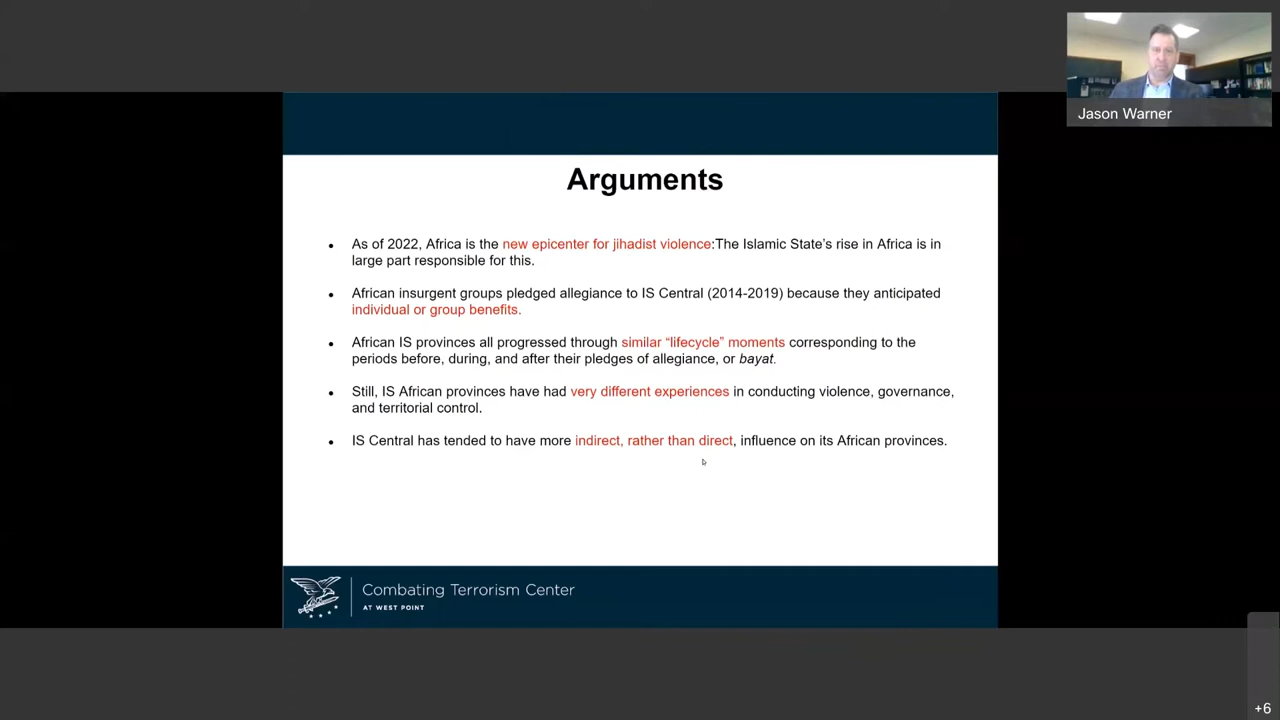 Jason Warner
Arguments
• As of 2022, Africa is the new epicenter for jihadist violence:The Islamic State’s rise in Africa is in
large part responsible for this.
• African insurgent groups pledged allegiance to IS Central (2014-2019) because they anticipated
individual or group benefits.
• African IS provinces all progressed through similar “lifecycle” moments corresponding to the
periods before, during, and after their pledges of allegiance, or bayat.
• Still, IS African provinces have had very different experiences in conducting violence, governance,
and territorial control.
• IS Central has tended to have more indirect, rather than direct, influence on its African provinces.
Combating Terrorism Center
AT WEST POINT
+6